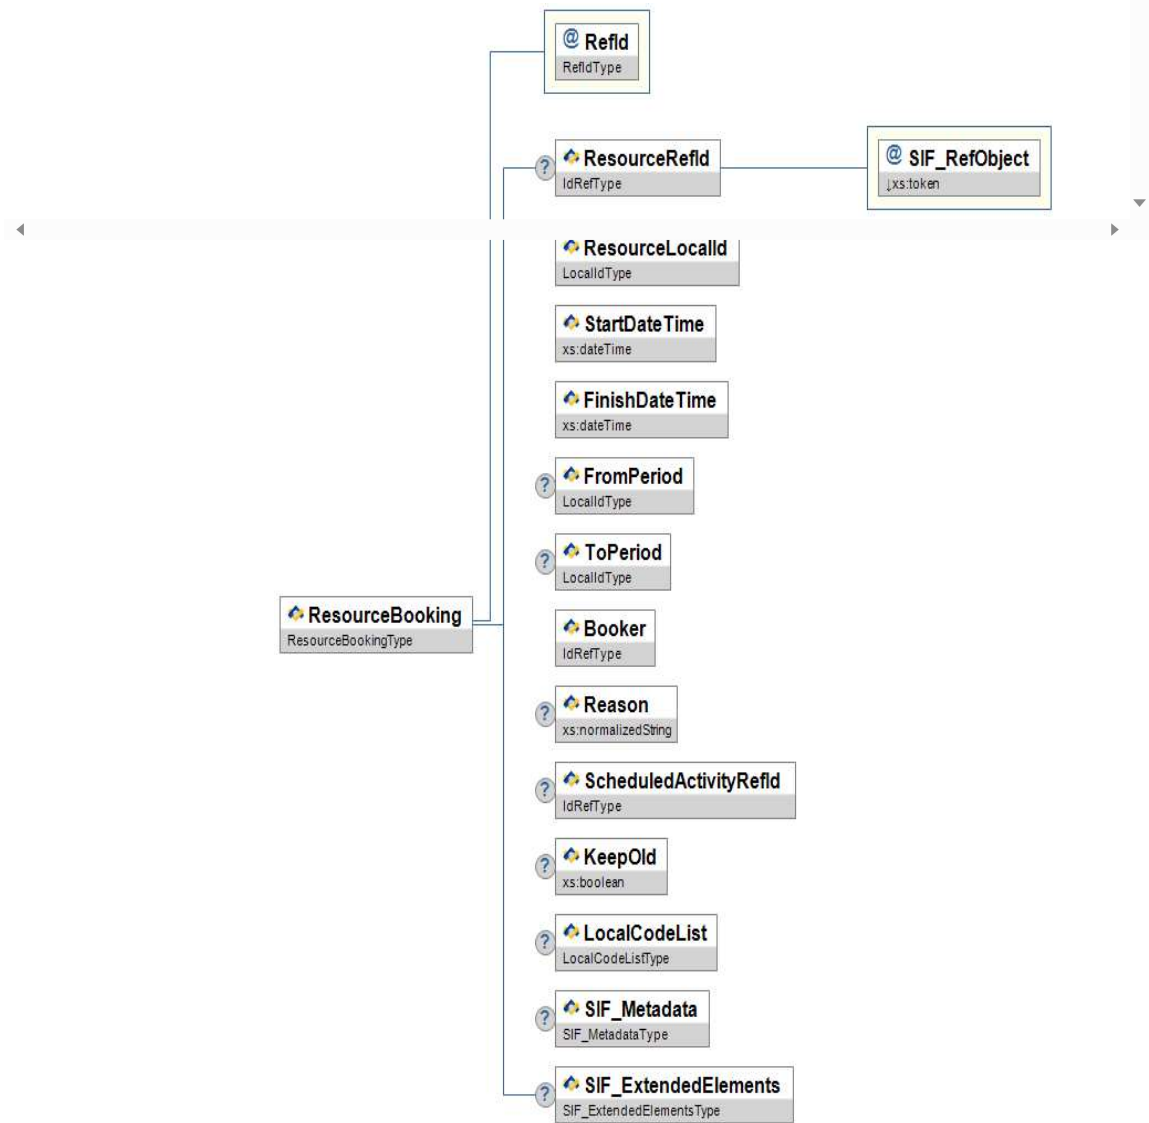 @ RefId
RefIdType
? ResourceRefId
IdRefType
@ SIF_RefObject
↓xs:token
ResourceLocalId
LocalIdType
StartDateTime
xs:dateTime
FinishDateTime
xs:dateTime
? FromPeriod
LocalIdType
? ToPeriod
LocalIdType
ResourceBooking
ResourceBookingType
Booker
IdRefType
? Reason
xs:normalizedString
? ScheduledActivityRefId
IdRefType
? KeepOld
xs:boolean
? LocalCodeList
LocalCodeListType
? SIF_Metadata
SIF_MetadataType
? SIF_ExtendedElements
SIF_ExtendedElementsType